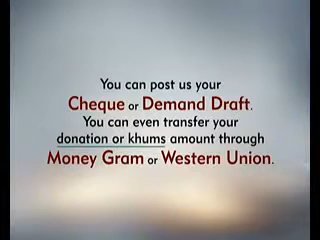 You can post us your
Cheque or Demand Draft.
You can even transfer your
donation or khums amount through
Money Gram or Western Union.